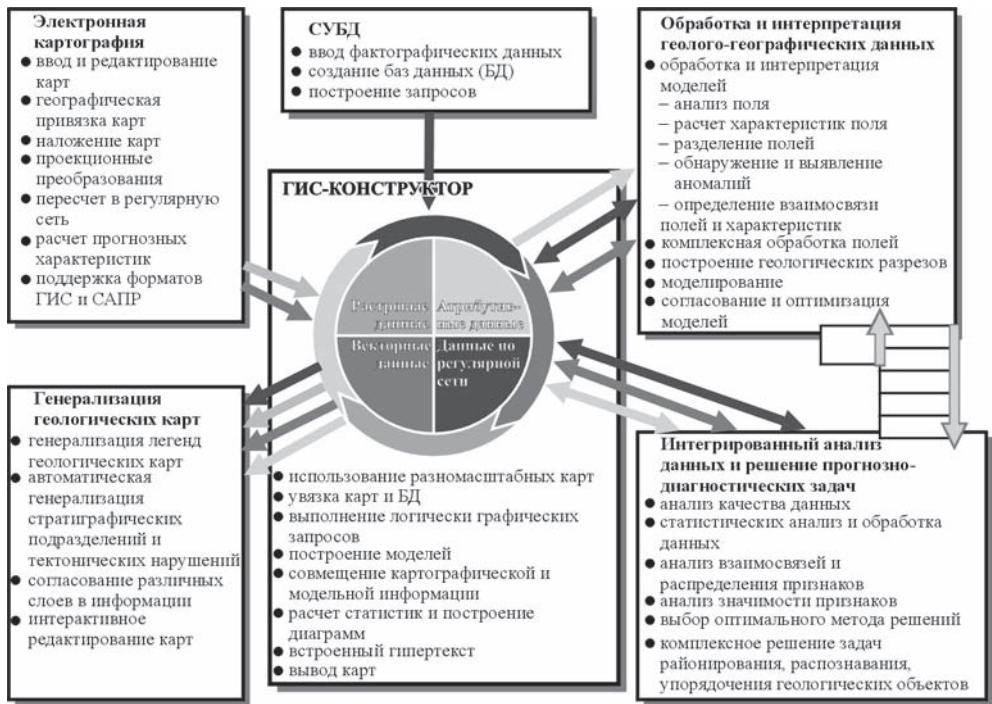 Электронная
картография
● ввод и редактирование
карт
● географическая
привязка карт
● наложение карт
● проекционные
преобразования
● пересчет в регулярную
сеть
● расчет прогнозных
характеристик
● поддержка форматов
ГИС и САПР
СУБД
● ввод фактографических данных
● создание баз данных (БД)
● построение запросов
Обработка и интерпретация
геолого-географических данных
● обработка и интерпретация
моделей
– анализ поля
– расчет характеристик поля
– разделение полей
– обнаружение и выявление
аномалий
– определение взаимосвязи
полей и характеристик
● комплексная обработка полей
● построение геологических разрезов
● моделирование
● согласование и оптимизация
моделей
ГИС-КОНСТРУКТОР
Растровые
данные
Атрибутив-
ные данные
Векторные
данные
Данные по
регулярной
сети
● использование разномасштабных карт
● увязка карт и БД
● выполнение логически графических
запросов
● построение моделей
● совмещение картографической и
модельной информации
● расчет статистик и построение
диаграмм
● встроенный гипертекст
● вывод карт
Генерализация
геологических карт
● генерализация легенд
геологических карт
● автоматическая
генерализация
стратиграфических
подразделений и
тектонических нарушений
● согласование различных
слоев в информации
● интерактивное
редактирование карт
Интегрированный анализ
данных и решение прогнозно-
диагностических задач
● анализ качества данных
● статистических анализ и обработка
данных
● анализ взаимосвязей и
распределения признаков
● анализ значимости признаков
● выбор оптимального метода решений
● комплексное решение задач
районирования, распознавания,
упорядочения геологических объектов